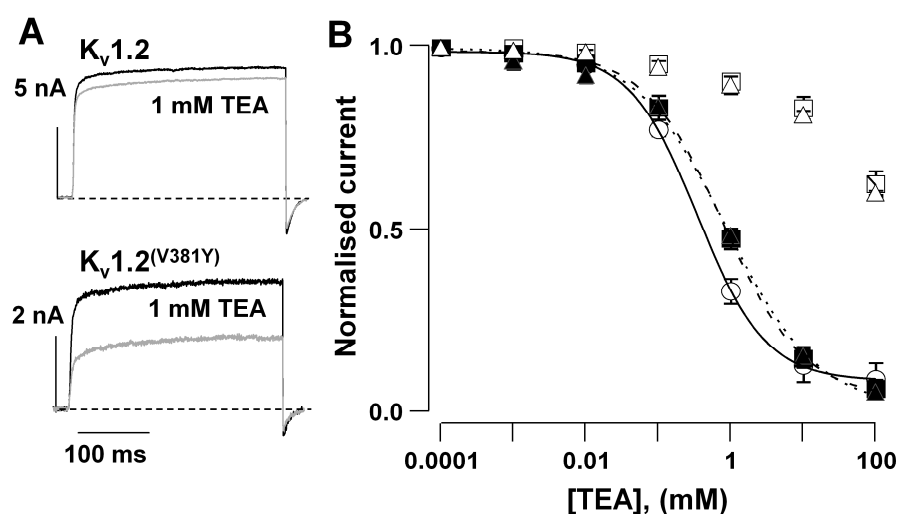 A
Kv1.2
5 nA
1 mM TEA
Kv1.2(V381Y)
2 nA
1 mM TEA
100 ms
B
Normalised current
1.0
0.5
0.0
0.0001 0.01 1 100
[TEA], (mM)